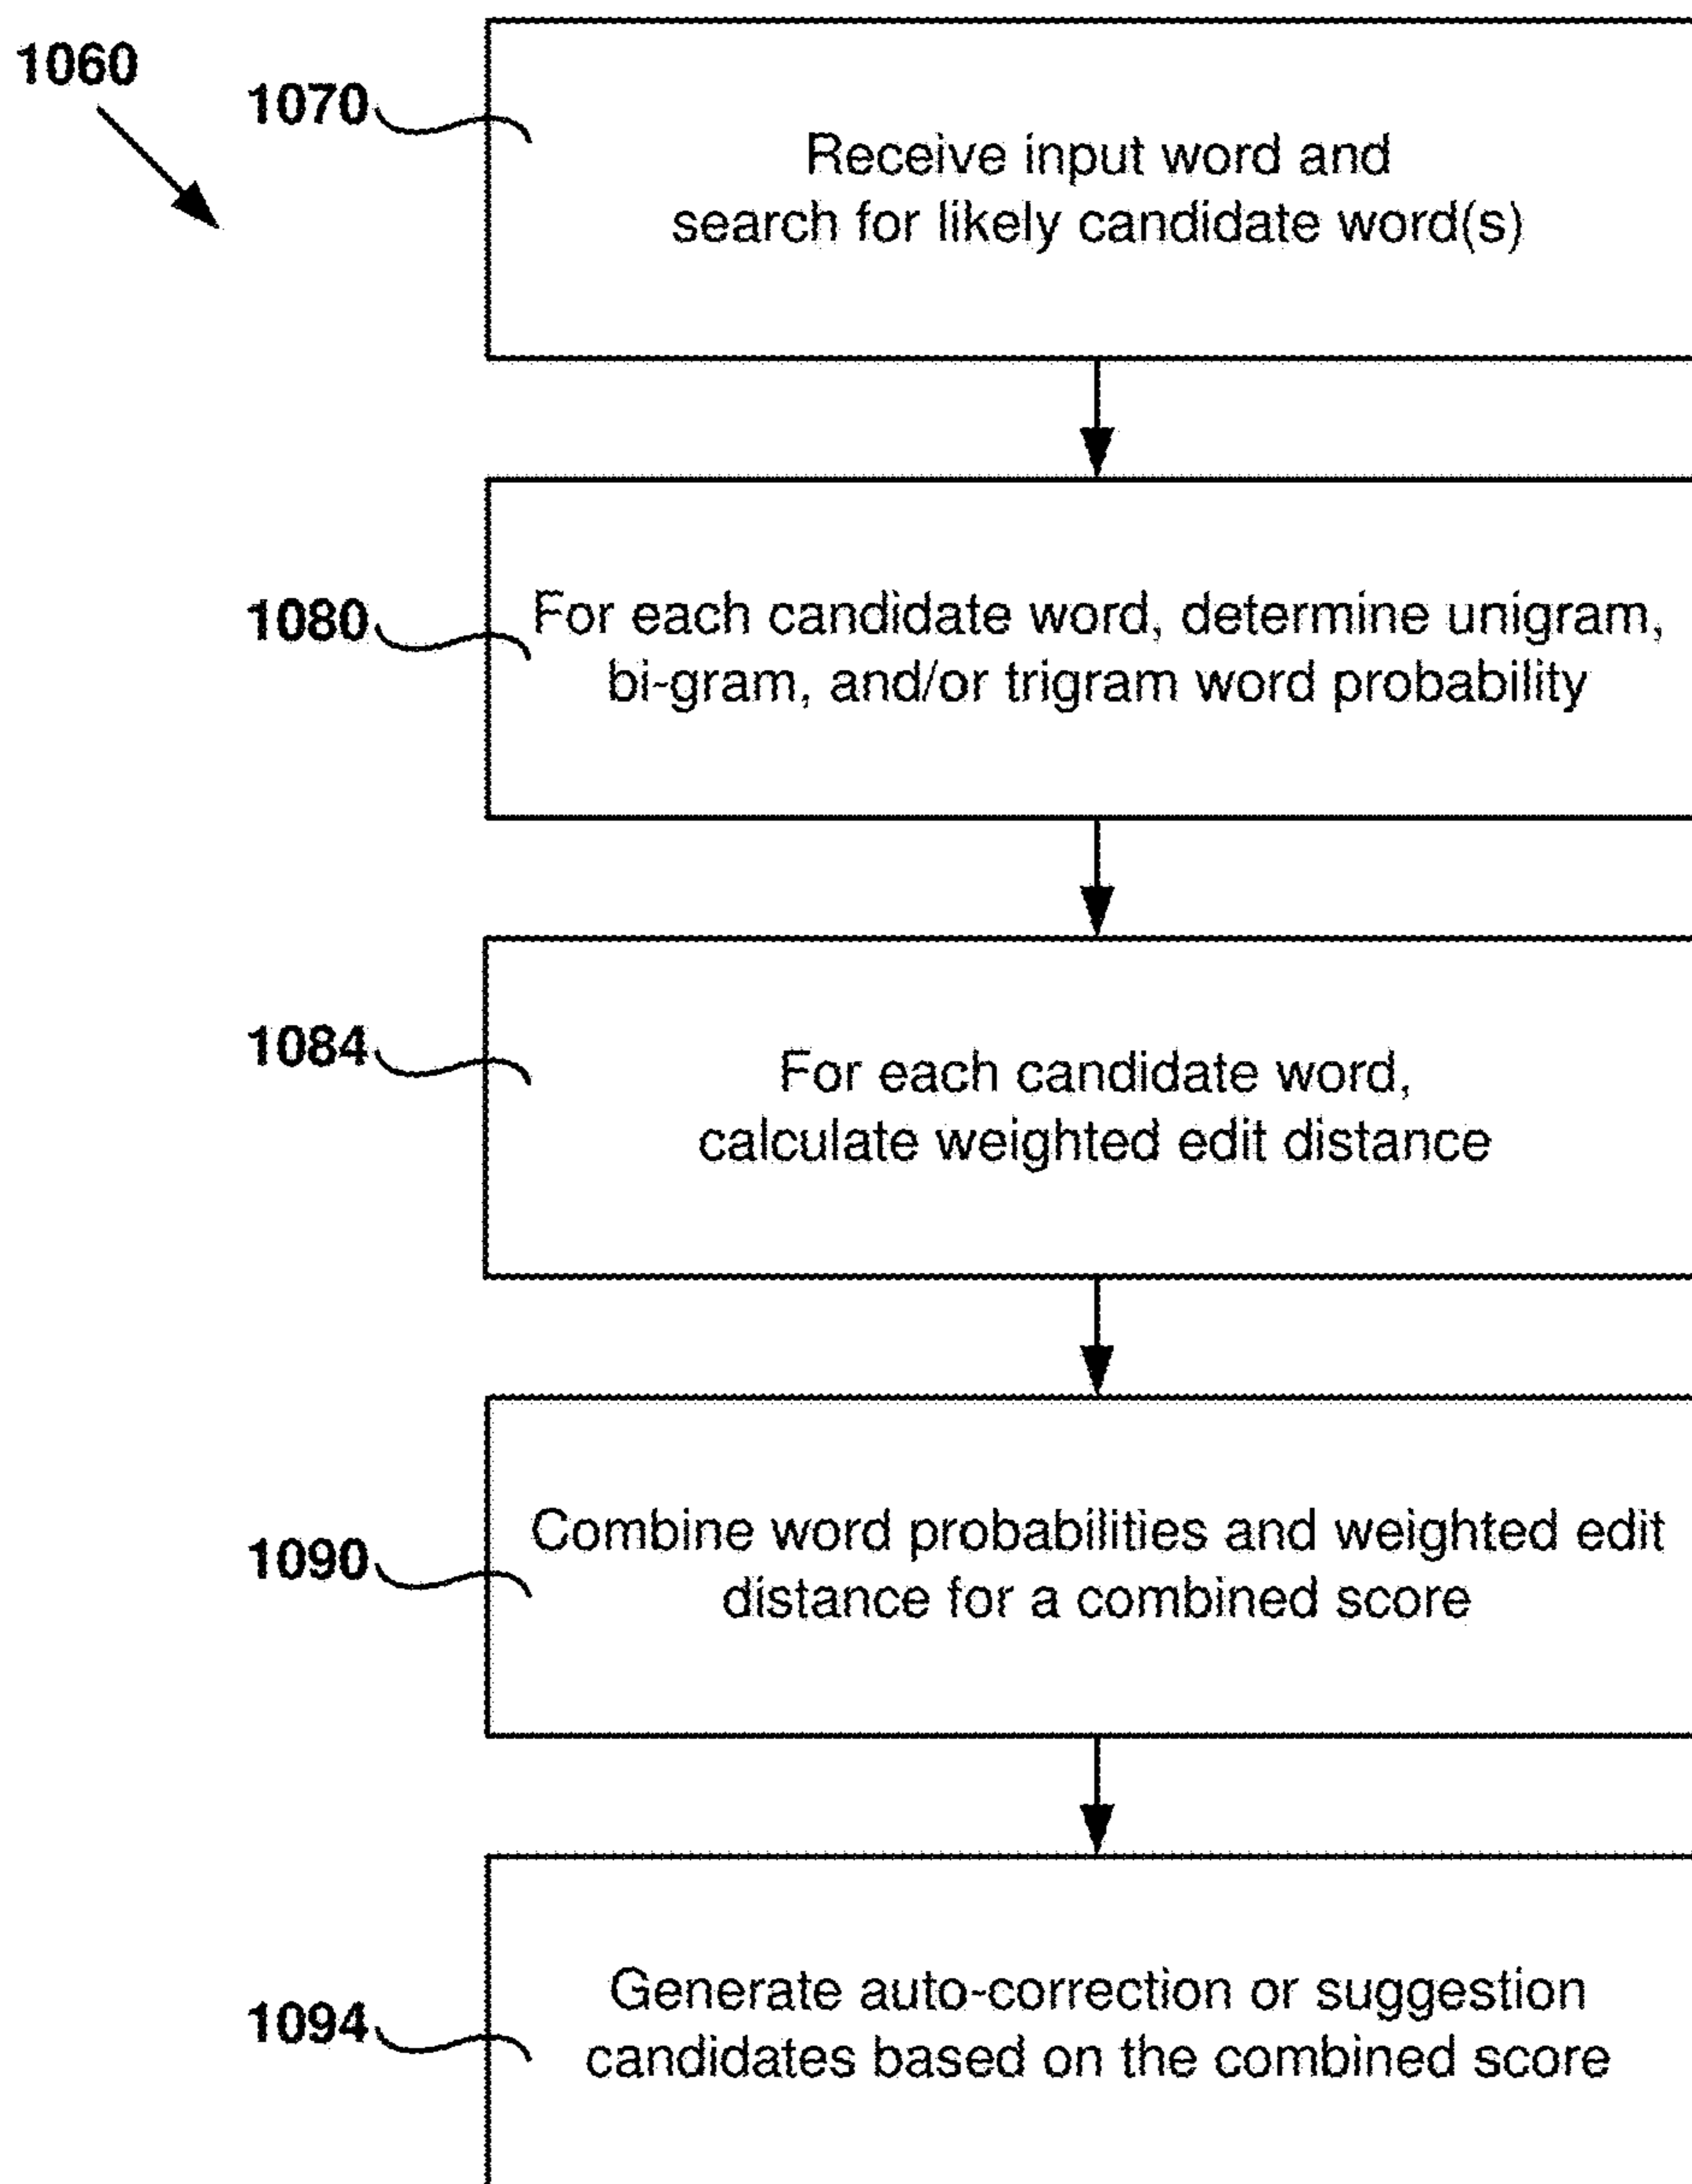 1060
1070
Receive input word and
search for likely candidate word(s)
1080
For each candidate word, determine unigram,
bi-gram, and/or trigram word probability
1084
For each candidate word,
calculate weighted edit distance
1090
Combine word probabilities and weighted edit
distance for a combined score
1094
Generate auto-correction or suggestion
candidates based on the combined score